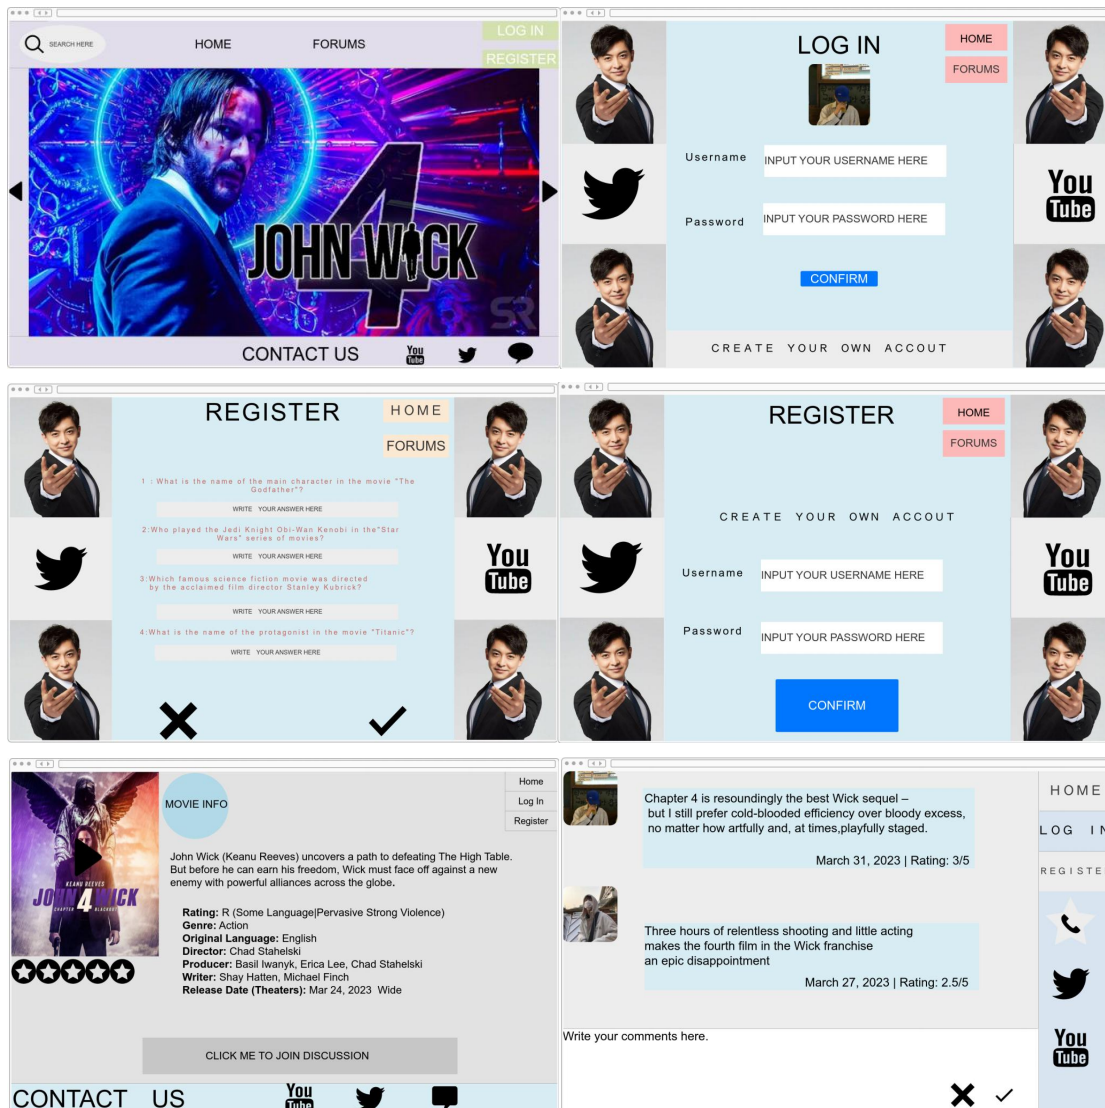 SEARCH HERE
HOME
FORUMS
LOG IN
REGISTER
4
JOHN WICK
SR
CONTACT US
You
Tube
LOG IN
HOME
FORUMS
Username
INPUT YOUR USERNAME HERE
Password
INPUT YOUR PASSWORD HERE
CONFIRM
CREATE YOUR OWN ACCOUT
You
Tube
REGISTER
HOME
FORUMS
1 : What is the name of the main character in the movie "The
Godfather"?
WRITE YOUR ANSWER HERE
2:Who played the Jedi Knight Obi-Wan Kenobi in the"Star
Wars" series of movies?
WRITE YOUR ANSWER HERE
3:Which famous science fiction movie was directed
by the acclaimed film director Stanley Kubrick?
WRITE YOUR ANSWER HERE
4:What is the name of the protagonist in the movie "Titanic"?
WRITE YOUR ANSWER HERE
You
Tube
REGISTER
HOME
FORUMS
CREATE YOUR OWN ACCOUT
Username
INPUT YOUR USERNAME HERE
Password
INPUT YOUR PASSWORD HERE
CONFIRM
You
Tube
KEANU REEVES
JOHN 4 WICK
CHAPTER
MOVIE INFO
Home
Log In
Register
John Wick (Keanu Reeves) uncovers a path to defeating The High Table.
But before he can earn his freedom, Wick must face off against a new
enemy with powerful alliances across the globe.
Rating: R (Some Language|Pervasive Strong Violence)
Genre: Action
Original Language: English
Director: Chad Stahelski
Producer: Basil Iwanyk, Erica Lee, Chad Stahelski
Writer: Shay Hatten, Michael Finch
Release Date (Theaters): Mar 24, 2023 Wide
CLICK ME TO JOIN DISCUSSION
CONTACT US
You
Tube
Chapter 4 is resoundingly the best Wick sequel –
but I still prefer cold-blooded efficiency over bloody excess,
no matter how artfully and, at times,playfully staged.
March 31, 2023 | Rating: 3/5
Three hours of relentless shooting and little acting
makes the fourth film in the Wick franchise
an epic disappointment
March 27, 2023 | Rating: 2.5/5
Write your comments here.
HOME
LOG IN
REGISTE
You
Tube